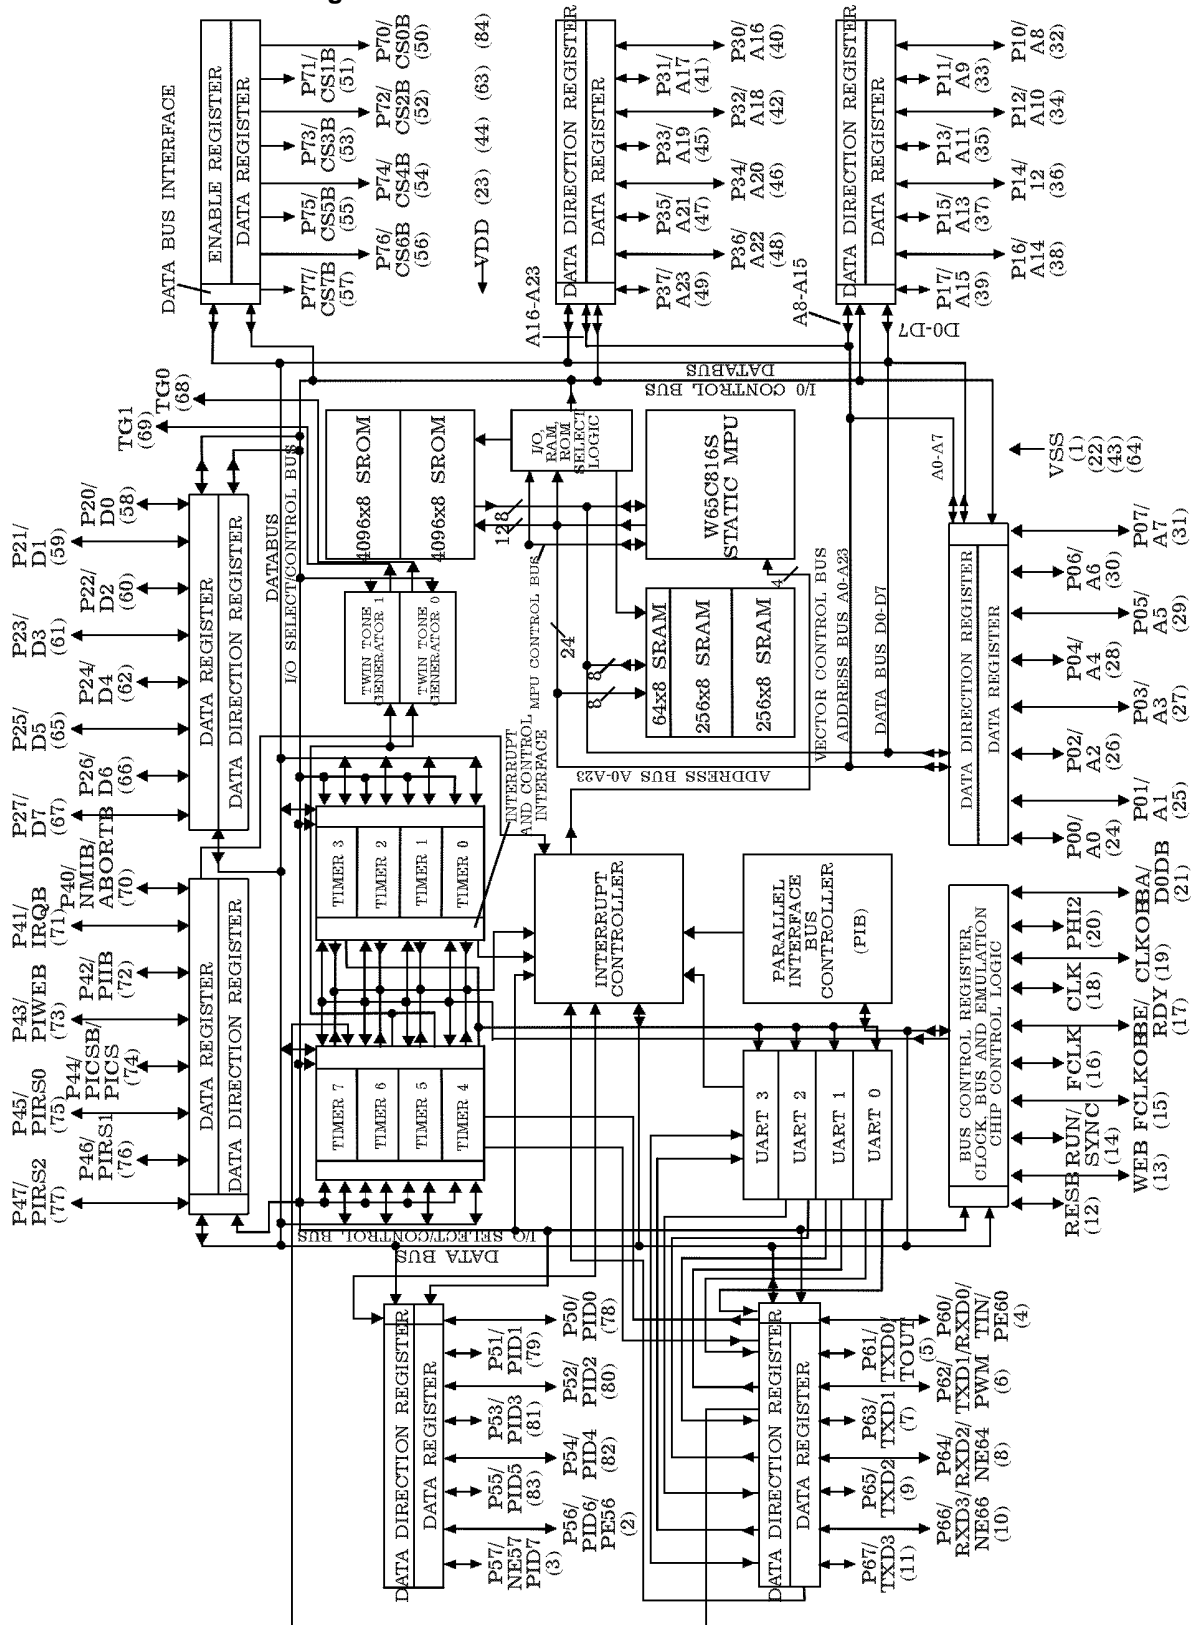 DATA BUS INTERFACE
ENABLE REGISTER
DATA REGISTER
P77/
CS7B
(57)
P76/
CS6B
(56)
P75/
CS5B
(55)
P74/
CS4B
(54)
P73/
CS3B
(53)
P72/
CS2B
(52)
P71/
CS1B
(51)
P70/
CS0B
(50)
VDD (23) (44) (63) (84)
A16-A23
DATA DIRECTION REGISTER
DATA REGISTER
P37/
A23
(49)
P36/
A22
(48)
P35/
A21
(47)
P34/
A20
(46)
P33/
A19
(45)
P32/
A18
(42)
P31/
A17
(41)
P30/
A16
(40)
A8-A15
D0-D7
DATA DIRECTION REGISTER
DATA REGISTER
P17/
A15
(39)
P16/
A14
(38)
P15/
A13
(37)
P14/
12
(36)
P13/
A11
(35)
P12/
A10
(34)
P11/
A9
(33)
P10/
A8
(32)
TG1
(69)
TG0
(68)
DATABUS
I/O CONTROL BUS
DATABUS
I/O SELECT/CONTROL BUS
4096x8 SROM
4096x8 SROM
I/O,
RAM,
ROM
SELECT
LOGIC
W65C816S
STATIC MPU
128
MPU CONTROL BUS
24
8
8
4
TWIN TONE
GENERATOR 1
TWIN TONE
GENERATOR 0
64x8 SRAM
256x8 SRAM
256x8 SRAM
VECTOR CONTROL BUS
ADDRESS BUS A0-A23
DATA BUS D0-D7
ADDRESS BUS A0-A23
A0-A7
VSS
(1)
(22)
(43)
(64)
DATA DIRECTION REGISTER
DATA REGISTER
P00/
A0
(24)
P01/
A1
(25)
P02/
A2
(26)
P03/
A3
(27)
P04/
A4
(28)
P05/
A5
(29)
P06/
A6
(30)
P07/
A7
(31)
P27/
D7
(67)
P26/
D6
(66)
P25/
D5
(65)
P24/
D4
(62)
P23/
D3
(61)
P22/
D2
(60)
P21/
D1
(59)
P20/
D0
(58)
DATA REGISTER
DATA DIRECTION REGISTER
INTERRUPT
AND CONTROL
INTERFACE
TIMER 3
TIMER 2
TIMER 1
TIMER 0
TIMER 7
TIMER 6
TIMER 5
TIMER 4
INTERRUPT
CONTROLLER
PARALLEL
INTERFACE
BUS
CONTROLLER
(PIB)
UART 3
UART 2
UART 1
UART 0
P47/
PIRS2
(77)
P46/
PIRS1
(76)
P45/
PIRS0
(75)
P44/
PICSB/
PICS
(74)
P43/
PIWEB
(73)
P42/
PIIB
(72)
P41/
IRQB
(71)
P40/
NMIB/
ABORTB
(70)
DATA REGISTER
DATA DIRECTION REGISTER
BUS CONTROL REGISTER,
CLOCK, BUS AND EMULATION
CHIP CONTROL LOGIC
RESB
(12)
WEB
(13)
RUN/
SYNC
(14)
FCLKOB
(15)
FCLK
(16)
BE/
RDY
(17)
CLK
(18)
CLKOB
(19)
PHI2
(20)
BA/
D0DB
(21)
I/O SELECT/CONTROL BUS
DATA BUS
DATA DIRECTION REGISTER
DATA REGISTER
P57/
NE57
PID7
(3)
P56/
PID6/
PE56
(2)
P55/
PID5
(83)
P54/
PID4
(82)
P53/
PID3
(81)
P52/
PID2
(80)
P51/
PID1
(79)
P50/
PID0
(78)
DATA DIRECTION REGISTER
DATA REGISTER
P67/
TXD3
(11)
P66/
RXD3/
NE66
(10)
P65/
TXD2
(9)
P64/
RXD2/
NE64
(8)
P63/
TXD1
(7)
P62/
TXD1/
PWM
(6)
P61/
TXD0/
TOUT
(5)
P60/
RXD0/
TIN/
PE60
(4)